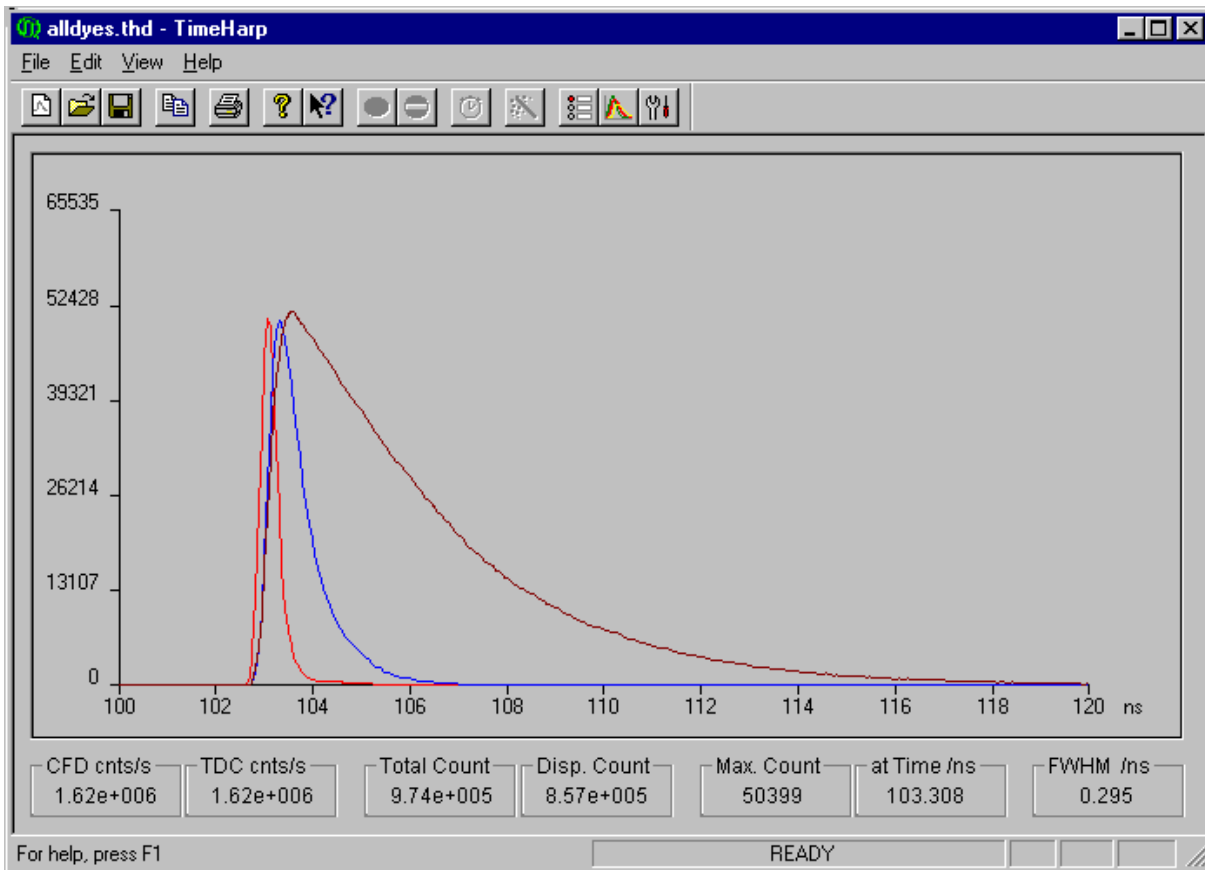 alldyes.thd - TimeHarp
File Edit View Help
65535
52428
39321
26214
13107
0
100 102 104 106 108 110 112 114 116 118 120 ns
CFD cnts/s TDC cnts/s Total Count Disp. Count Max. Count at Time /ns FWHM /ns
1.62e+006 1.62e+006 9.74e+005 8.57e+005 50399 103.308 0.295
For help, press F1 READY